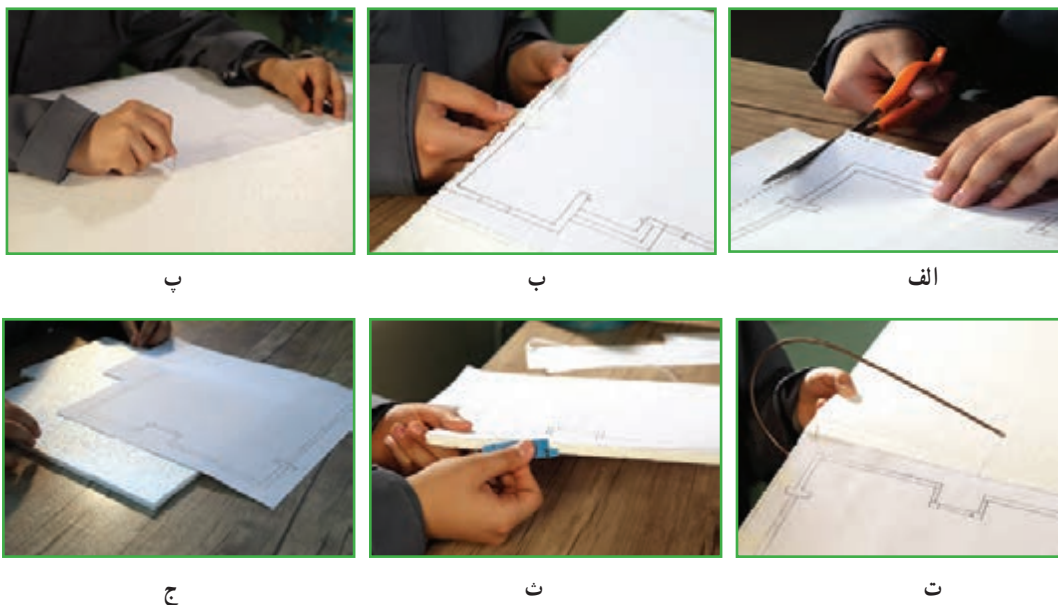 الف ب پ
ت ث ج